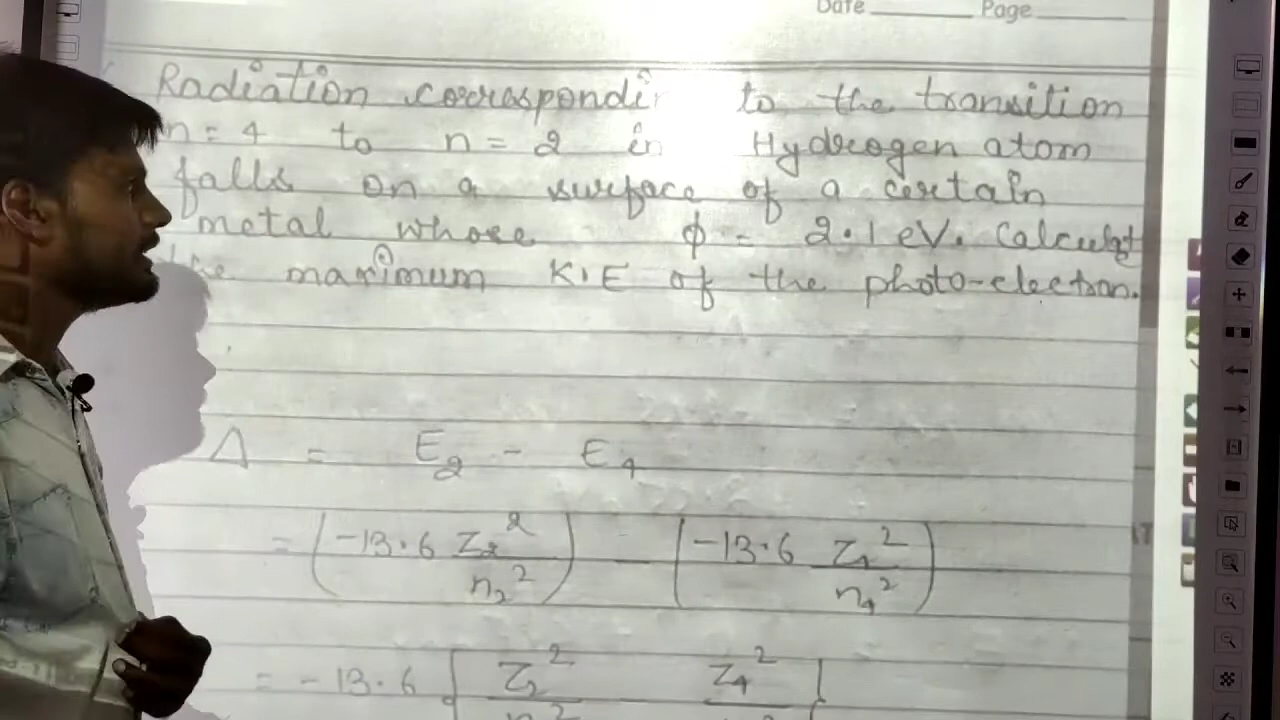 Date Page
Radiation correspondi to the transition
n = 4 to n = 2 in Hydrogen atom
falls on a surface of a certain
metal whose ϕ = 2.1 eV. Calculat
the maximum K.E of the photo-electron.
Δ = E₂ - E₄
= (-13.6 Z₂²/n₂²) - (-13.6 Z₄²/n₄²)
= -13.6 [Z₂²/n² Z₄²/